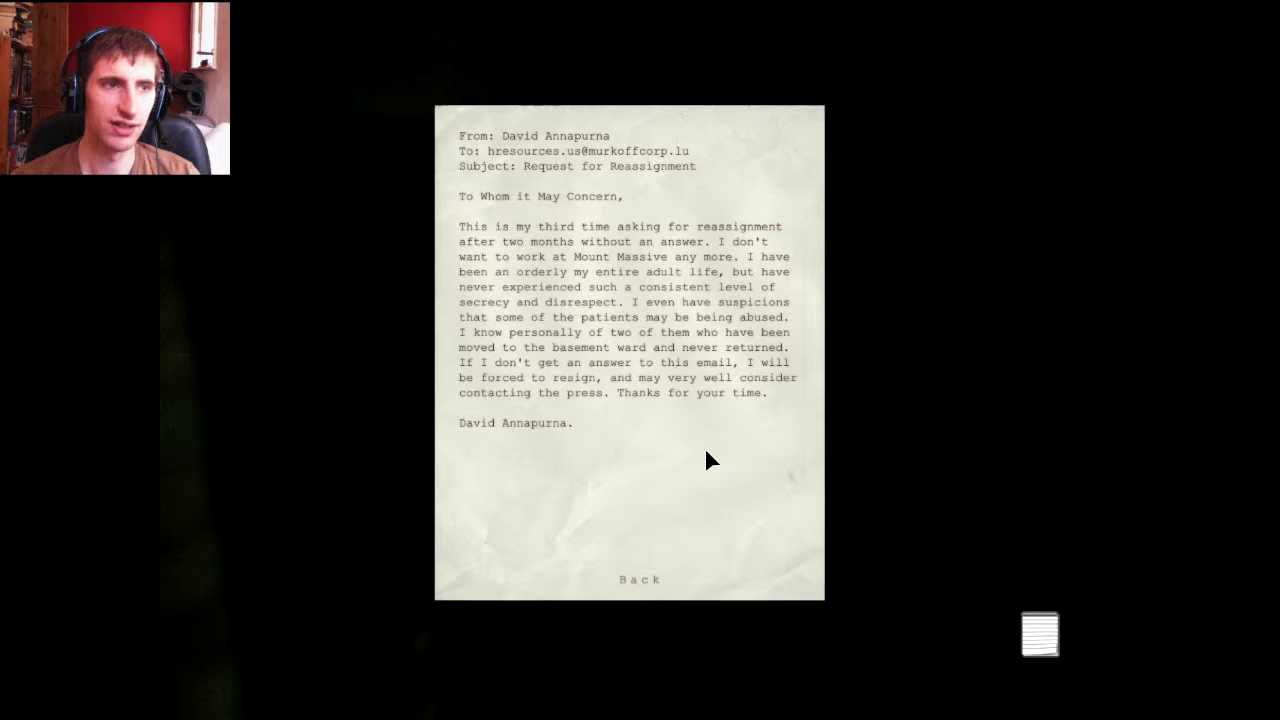 From: David Annapurna
To: hresources.us@murkoffcorp.lu
Subject: Request for Reassignment
To Whom it May Concern,
This is my third time asking for reassignment
after two months without an answer. I don't
want to work at Mount Massive any more. I have
been an orderly my entire adult life, but have
never experienced such a consistent level of
secrecy and disrespect. I even have suspicions
that some of the patients may be being abused.
I know personally of two of them who have been
moved to the basement ward and never returned.
If I don't get an answer to this email, I will
be forced to resign, and may very well consider
contacting the press. Thanks for your time.
David Annapurna.
Back